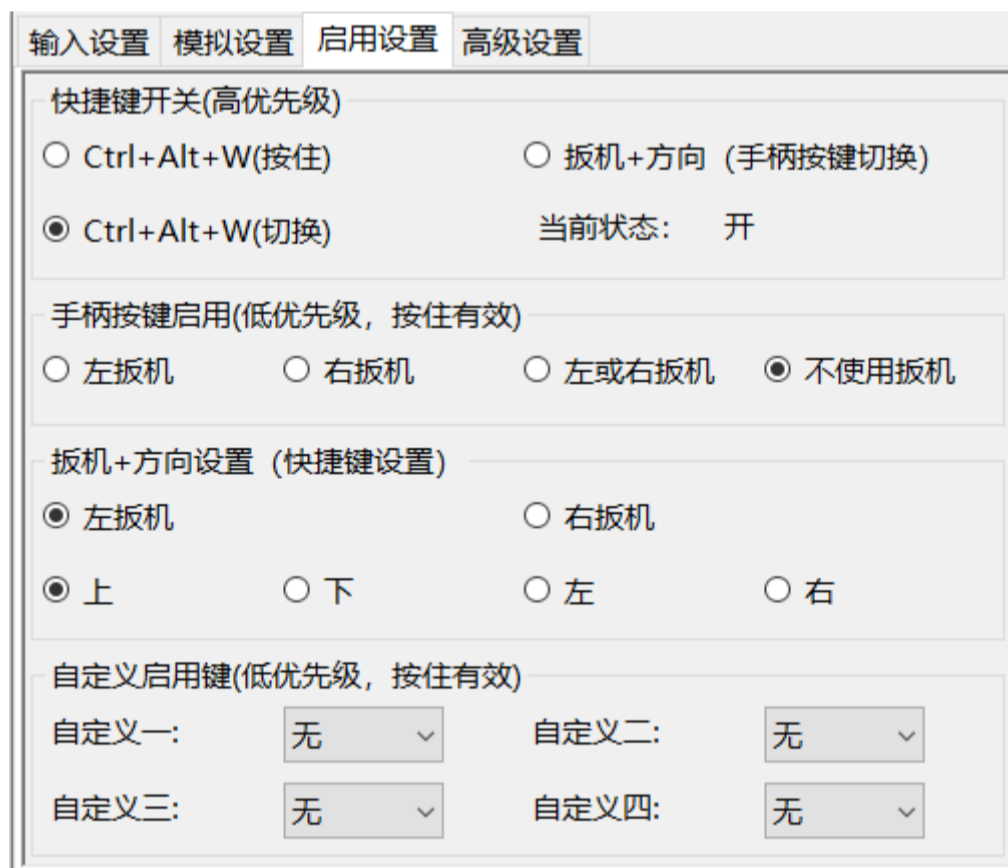 输入设置 模拟设置 启用设置 高级设置
快捷键开关(高优先级)
Ctrl+Alt+W(按住) 扳机+方向 (手柄按键切换)
Ctrl+Alt+W(切换) 当前状态: 开
手柄按键启用(低优先级，按住有效)
左扳机 右扳机 左或右扳机 不使用扳机
扳机+方向设置 (快捷键设置)
左扳机 右扳机
上 下 左 右
自定义启用键(低优先级，按住有效)
自定义一: 无 自定义二: 无
自定义三: 无 自定义四: 无